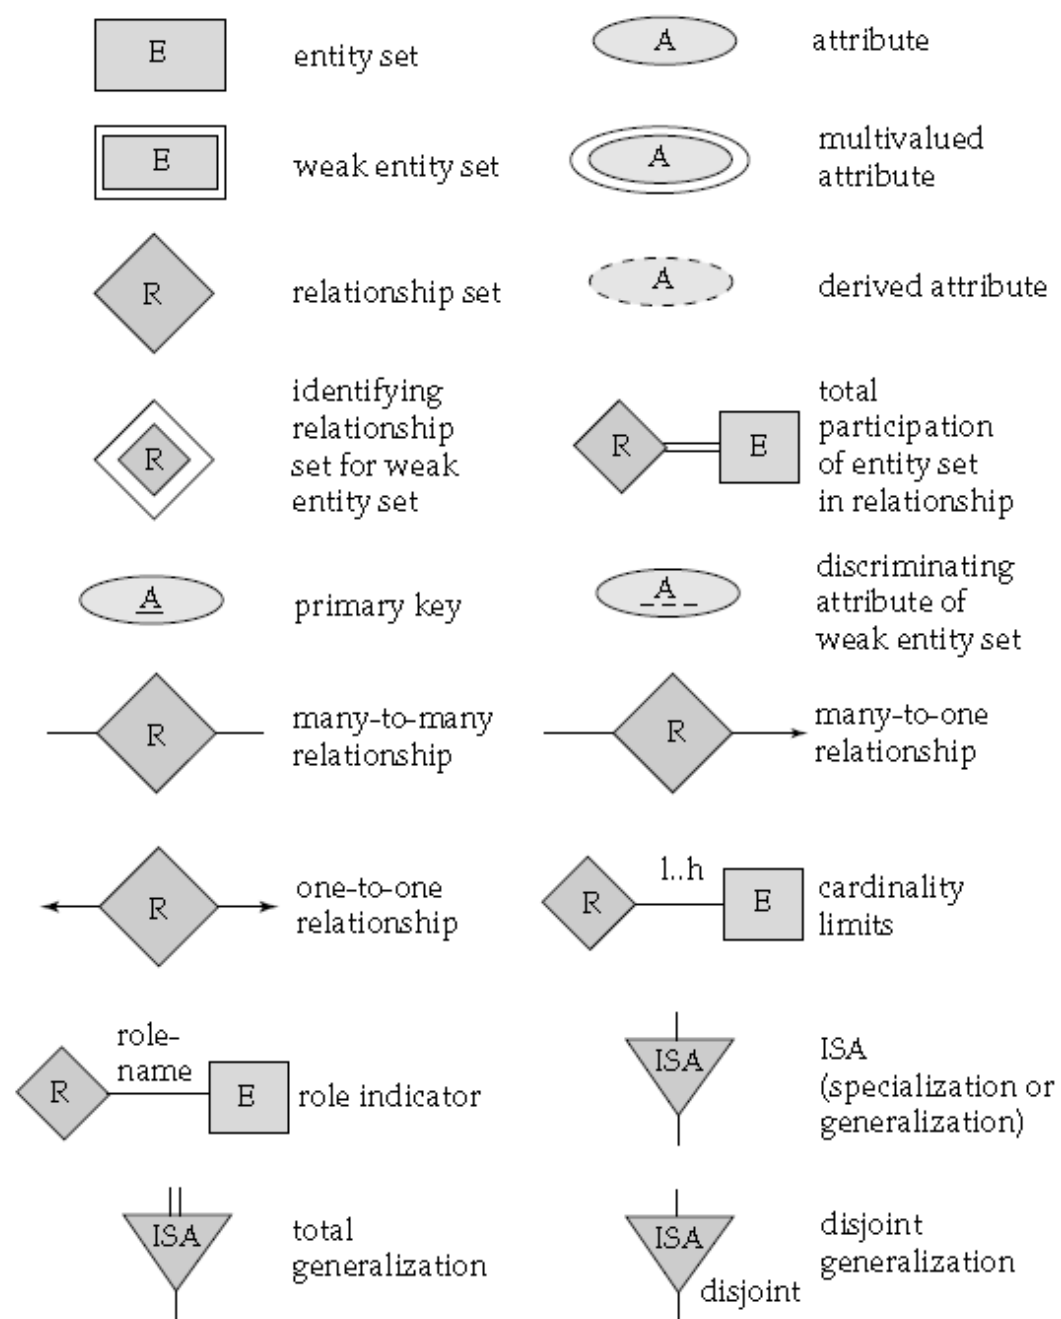 E
entity set
A
attribute
E
weak entity set
A
multivalued
attribute
R
relationship set
A
derived attribute
R
identifying
relationship
set for weak
entity set
R
E
total
participation
of entity set
in relationship
A
primary key
A
discriminating
attribute of
weak entity set
R
many-to-many
relationship
R
many-to-one
relationship
R
one-to-one
relationship
R
l..h
E
cardinality
limits
R
role-
name
E
role indicator
ISA
ISA
(specialization or
generalization)
ISA
total
generalization
ISA
disjoint
disjoint
generalization